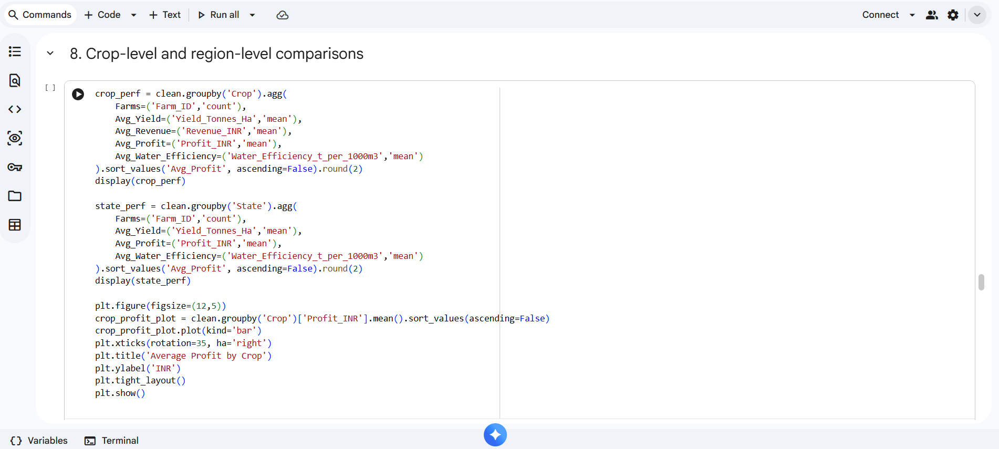 Commands + Code + Text Run all Connect
8. Crop-level and region-level comparisons
[ ]
crop_perf = clean.groupby('Crop').agg(
    Farms=('Farm_ID','count'),
    Avg_Yield=('Yield_Tonnes_Ha','mean'),
    Avg_Revenue=('Revenue_INR','mean'),
    Avg_Profit=('Profit_INR','mean'),
    Avg_Water_Efficiency=('Water_Efficiency_t_per_1000m3','mean')
).sort_values('Avg_Profit', ascending=False).round(2)
display(crop_perf)

state_perf = clean.groupby('State').agg(
    Farms=('Farm_ID','count'),
    Avg_Yield=('Yield_Tonnes_Ha','mean'),
    Avg_Profit=('Profit_INR','mean'),
    Avg_Water_Efficiency=('Water_Efficiency_t_per_1000m3','mean')
).sort_values('Avg_Profit', ascending=False).round(2)
display(state_perf)

plt.figure(figsize=(12,5))
crop_profit_plot = clean.groupby('Crop')['Profit_INR'].mean().sort_values(ascending=False)
crop_profit_plot.plot(kind='bar')
plt.xticks(rotation=35, ha='right')
plt.title('Average Profit by Crop')
plt.ylabel('INR')
plt.tight_layout()
plt.show()
{} Variables Terminal